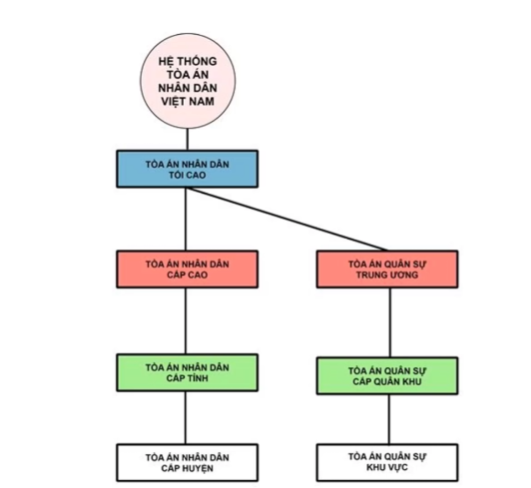 HỆ THỐNG
TÒA ÁN
NHÂN DÂN
VIỆT NAM
TÒA ÁN NHÂN DÂN
TỐI CAO
TÒA ÁN NHÂN DÂN
CẤP CAO
TÒA ÁN QUÂN SỰ
TRUNG ƯƠNG
TÒA ÁN NHÂN DÂN
CẤP TỈNH
TÒA ÁN QUÂN SỰ
CẤP QUÂN KHU
TÒA ÁN NHÂN DÂN
CẤP HUYỆN
TÒA ÁN QUÂN SỰ
KHU VỰC